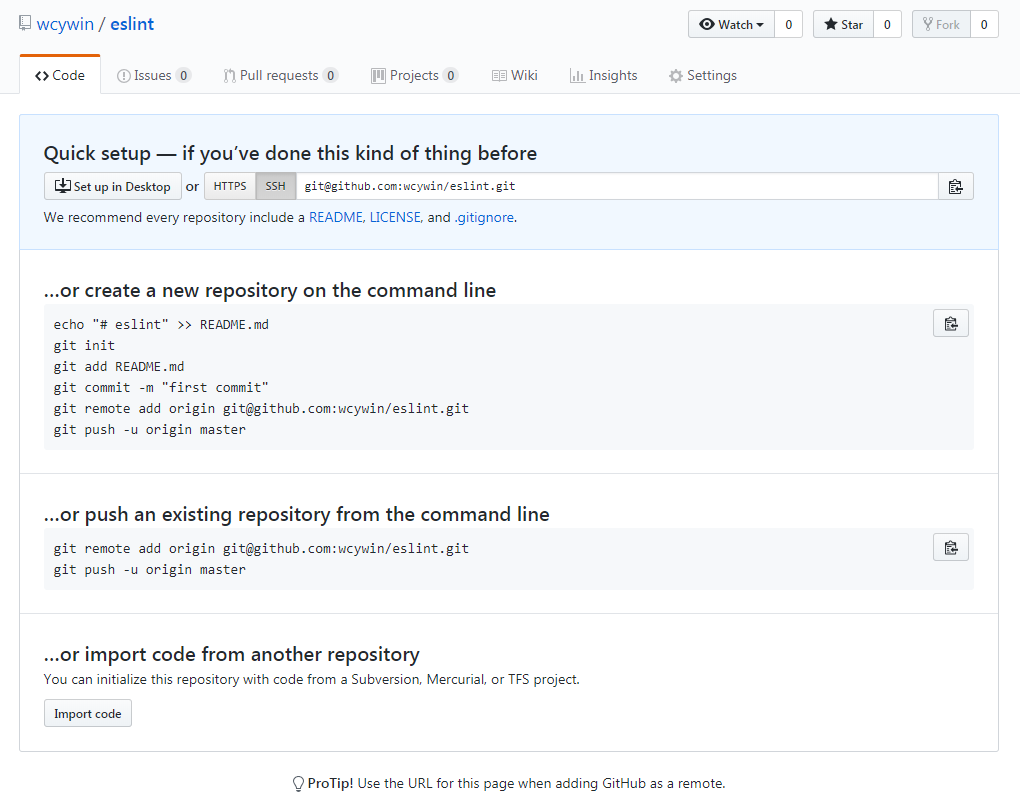 wcywin / eslint
Watch 0 Star 0 Fork 0
Code Issues 0 Pull requests 0 Projects 0 Wiki Insights Settings
Quick setup — if you’ve done this kind of thing before
Set up in Desktop or HTTPS SSH git@github.com:wcywin/eslint.git
We recommend every repository include a README, LICENSE, and .gitignore.
…or create a new repository on the command line
echo "# eslint" >> README.md
git init
git add README.md
git commit -m "first commit"
git remote add origin git@github.com:wcywin/eslint.git
git push -u origin master
…or push an existing repository from the command line
git remote add origin git@github.com:wcywin/eslint.git
git push -u origin master
…or import code from another repository
You can initialize this repository with code from a Subversion, Mercurial, or TFS project.
Import code
ProTip! Use the URL for this page when adding GitHub as a remote.